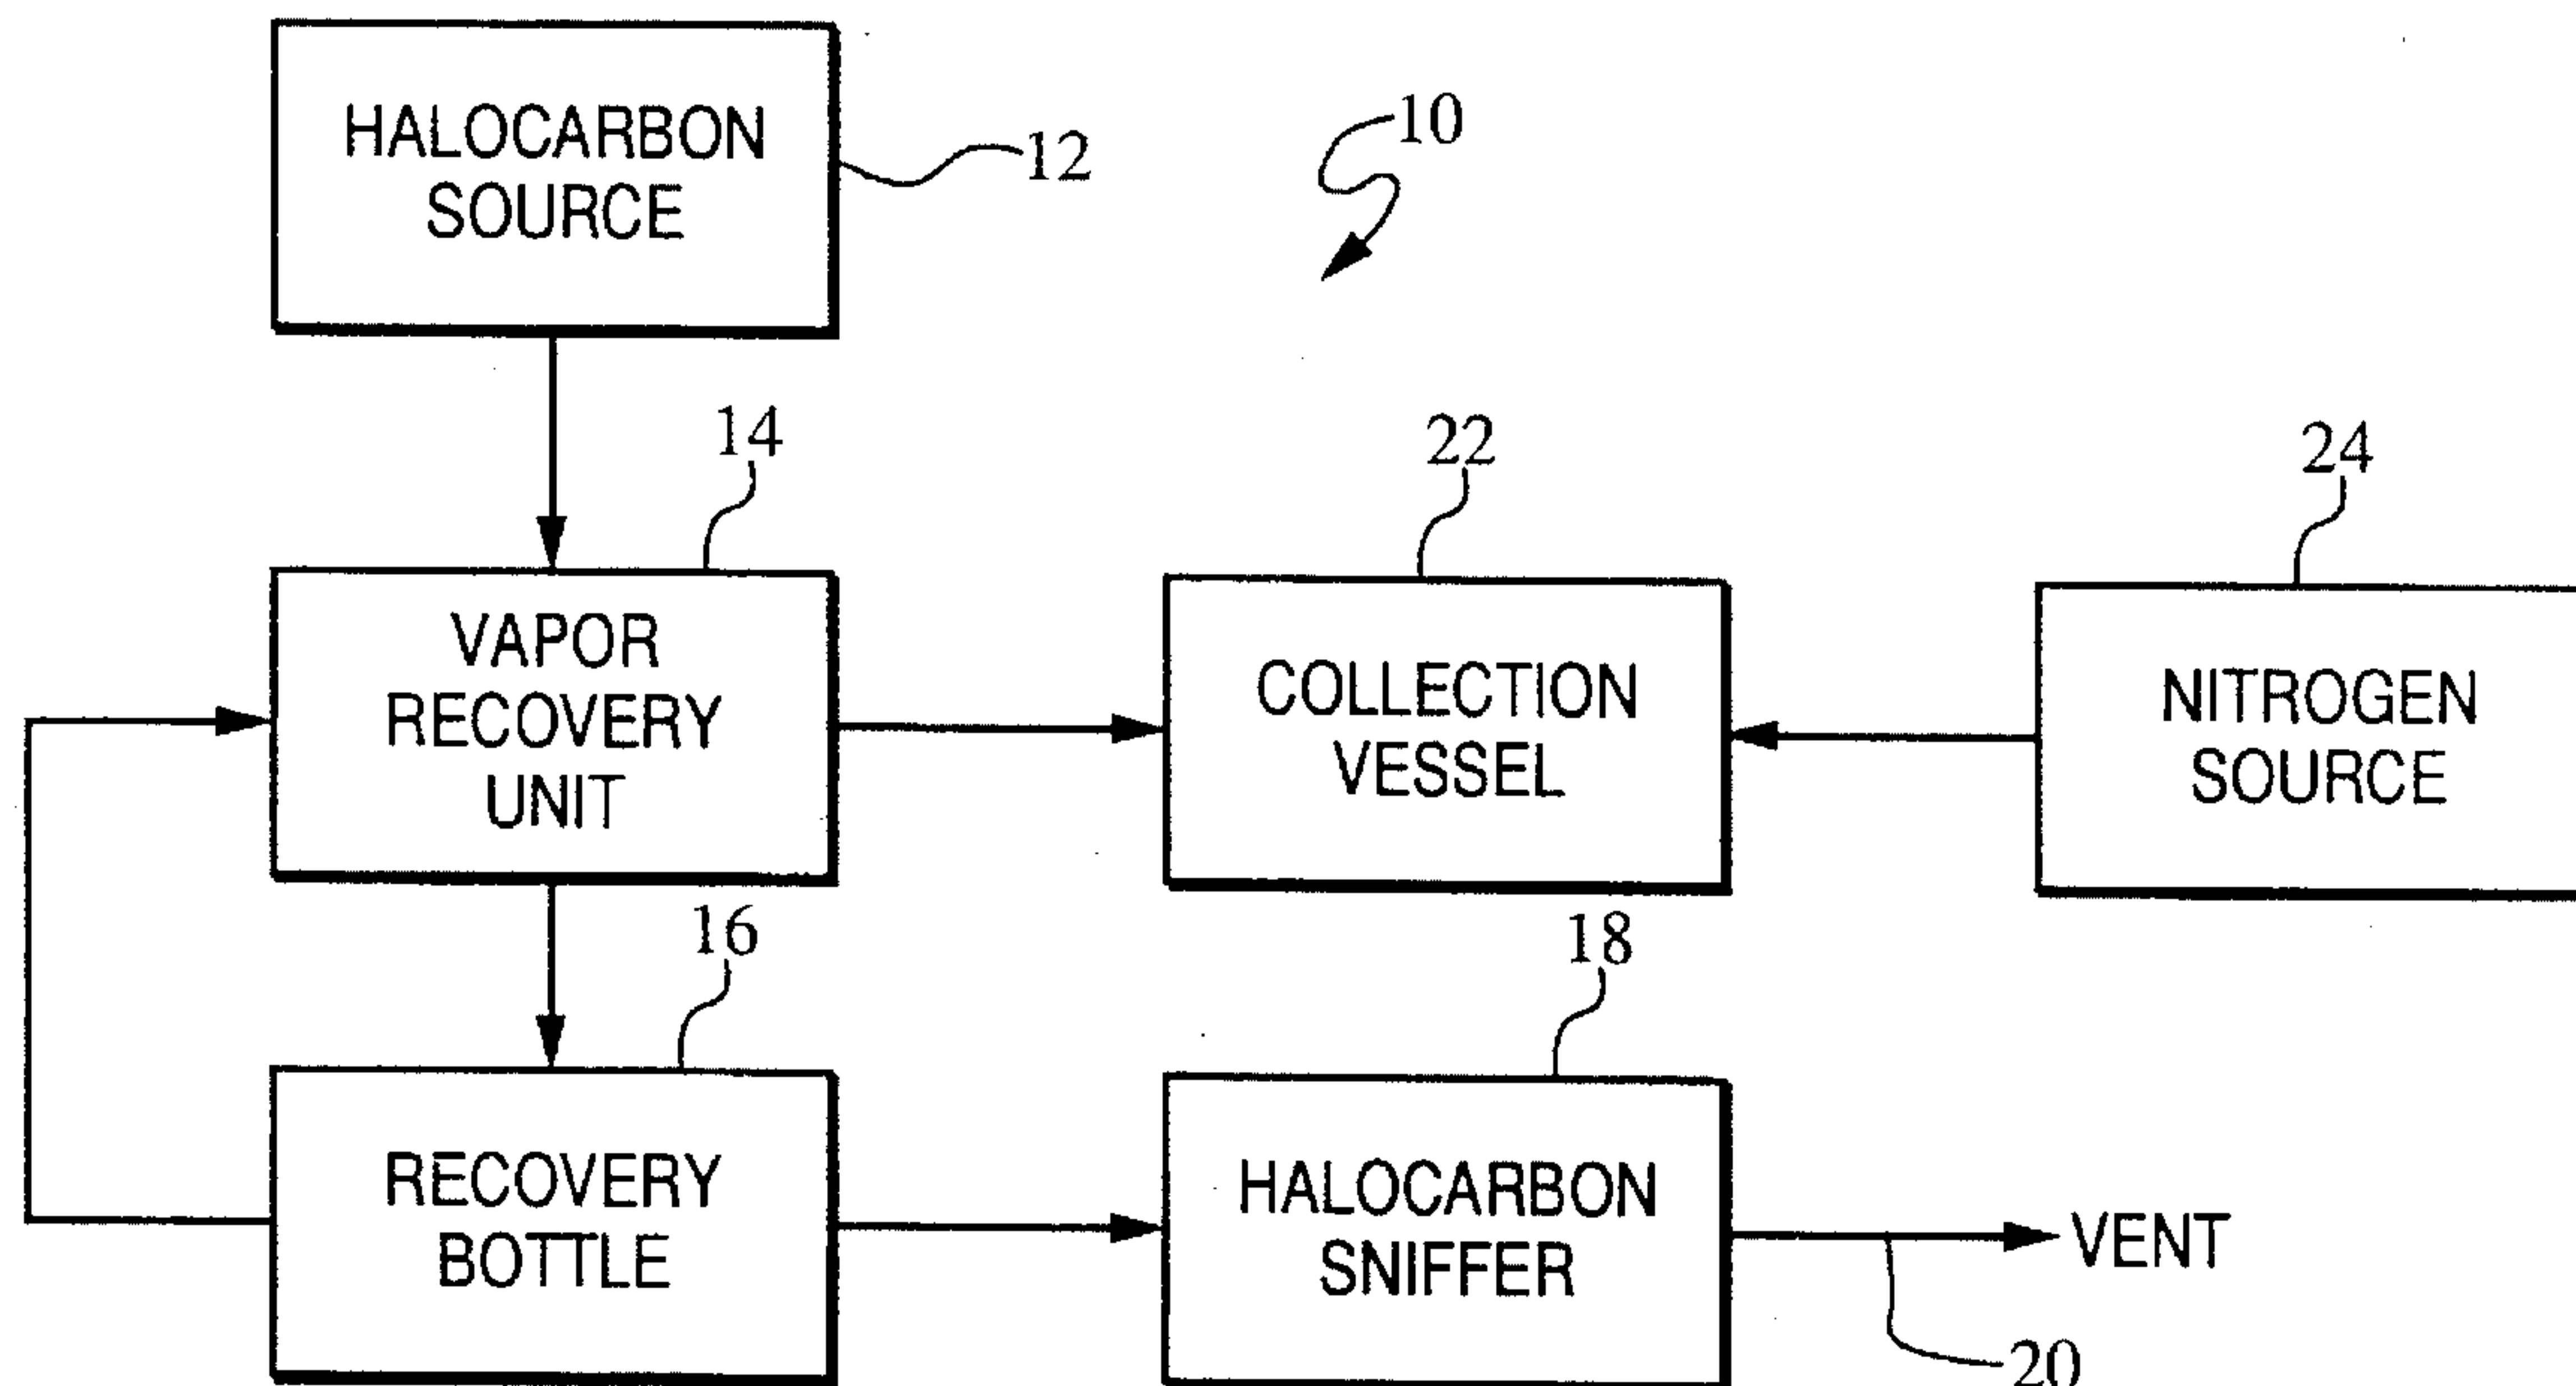 HALOCARBON
SOURCE
12
10
14
22
24
VAPOR
RECOVERY
UNIT
COLLECTION
VESSEL
NITROGEN
SOURCE
16
18
RECOVERY
BOTTLE
HALOCARBON
SNIFFER
VENT
20